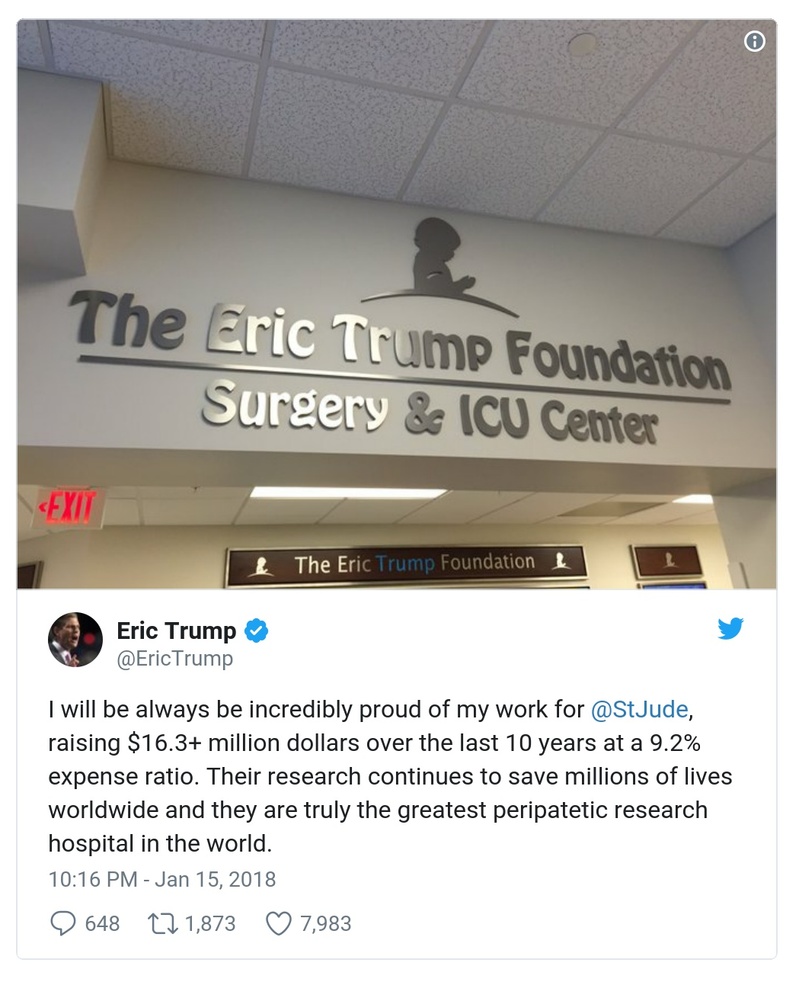 The Eric Trump Foundation
Surgery & ICU Center
<EXIT
The Eric Trump Foundation
Eric Trump
@EricTrump
I will be always be incredibly proud of my work for @StJude,
raising $16.3+ million dollars over the last 10 years at a 9.2%
expense ratio. Their research continues to save millions of lives
worldwide and they are truly the greatest peripatetic research
hospital in the world.
10:16 PM - Jan 15, 2018
648 1,873 7,983